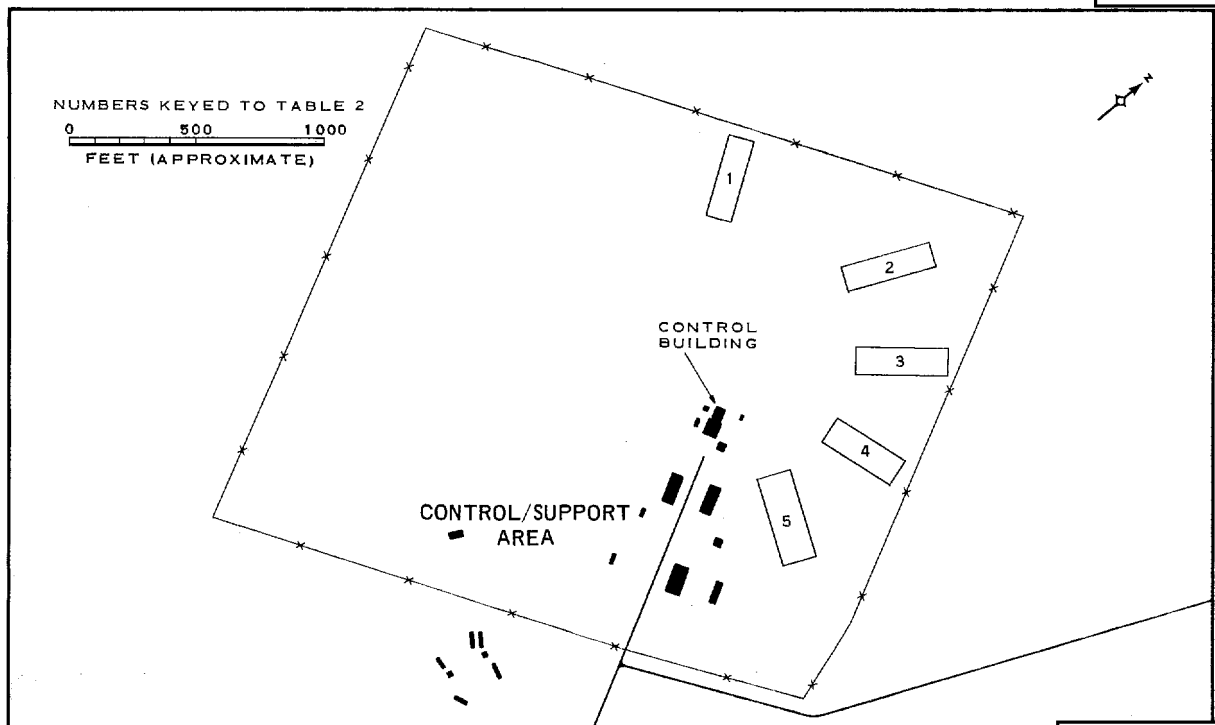 NUMBERS KEYED TO TABLE 2
0 500 1000
FEET (APPROXIMATE)
N
1
2
3
CONTROL
BUILDING
4
5
CONTROL/SUPPORT
AREA